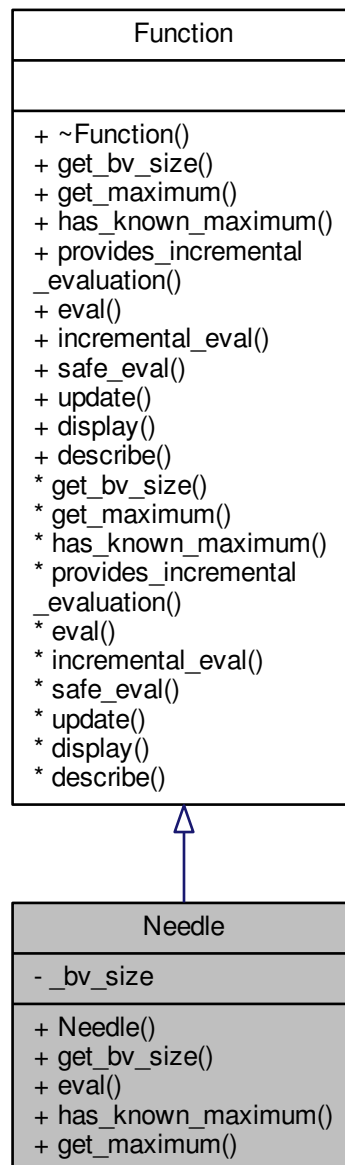 Function
+ ~Function()
+ get_bv_size()
+ get_maximum()
+ has_known_maximum()
+ provides_incremental
_evaluation()
+ eval()
+ incremental_eval()
+ safe_eval()
+ update()
+ display()
+ describe()
* get_bv_size()
* get_maximum()
* has_known_maximum()
* provides_incremental
_evaluation()
* eval()
* incremental_eval()
* safe_eval()
* update()
* display()
* describe()
Needle
- _bv_size
+ Needle()
+ get_bv_size()
+ eval()
+ has_known_maximum()
+ get_maximum()